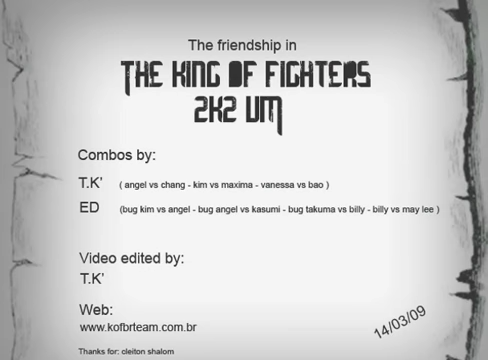 The friendship in
THE KING OF FIGHTERS
2K2 UM
Combos by:
T.K' ( angel vs chang - kim vs maxima - vanessa vs bao )
ED (bug kim vs angel - bug angel vs kasumi - bug takuma vs billy - billy vs may lee )
Video edited by:
T.K'
Web:
www.kofbrteam.com.br
14/03/09
Thanks for: cleiton shalom